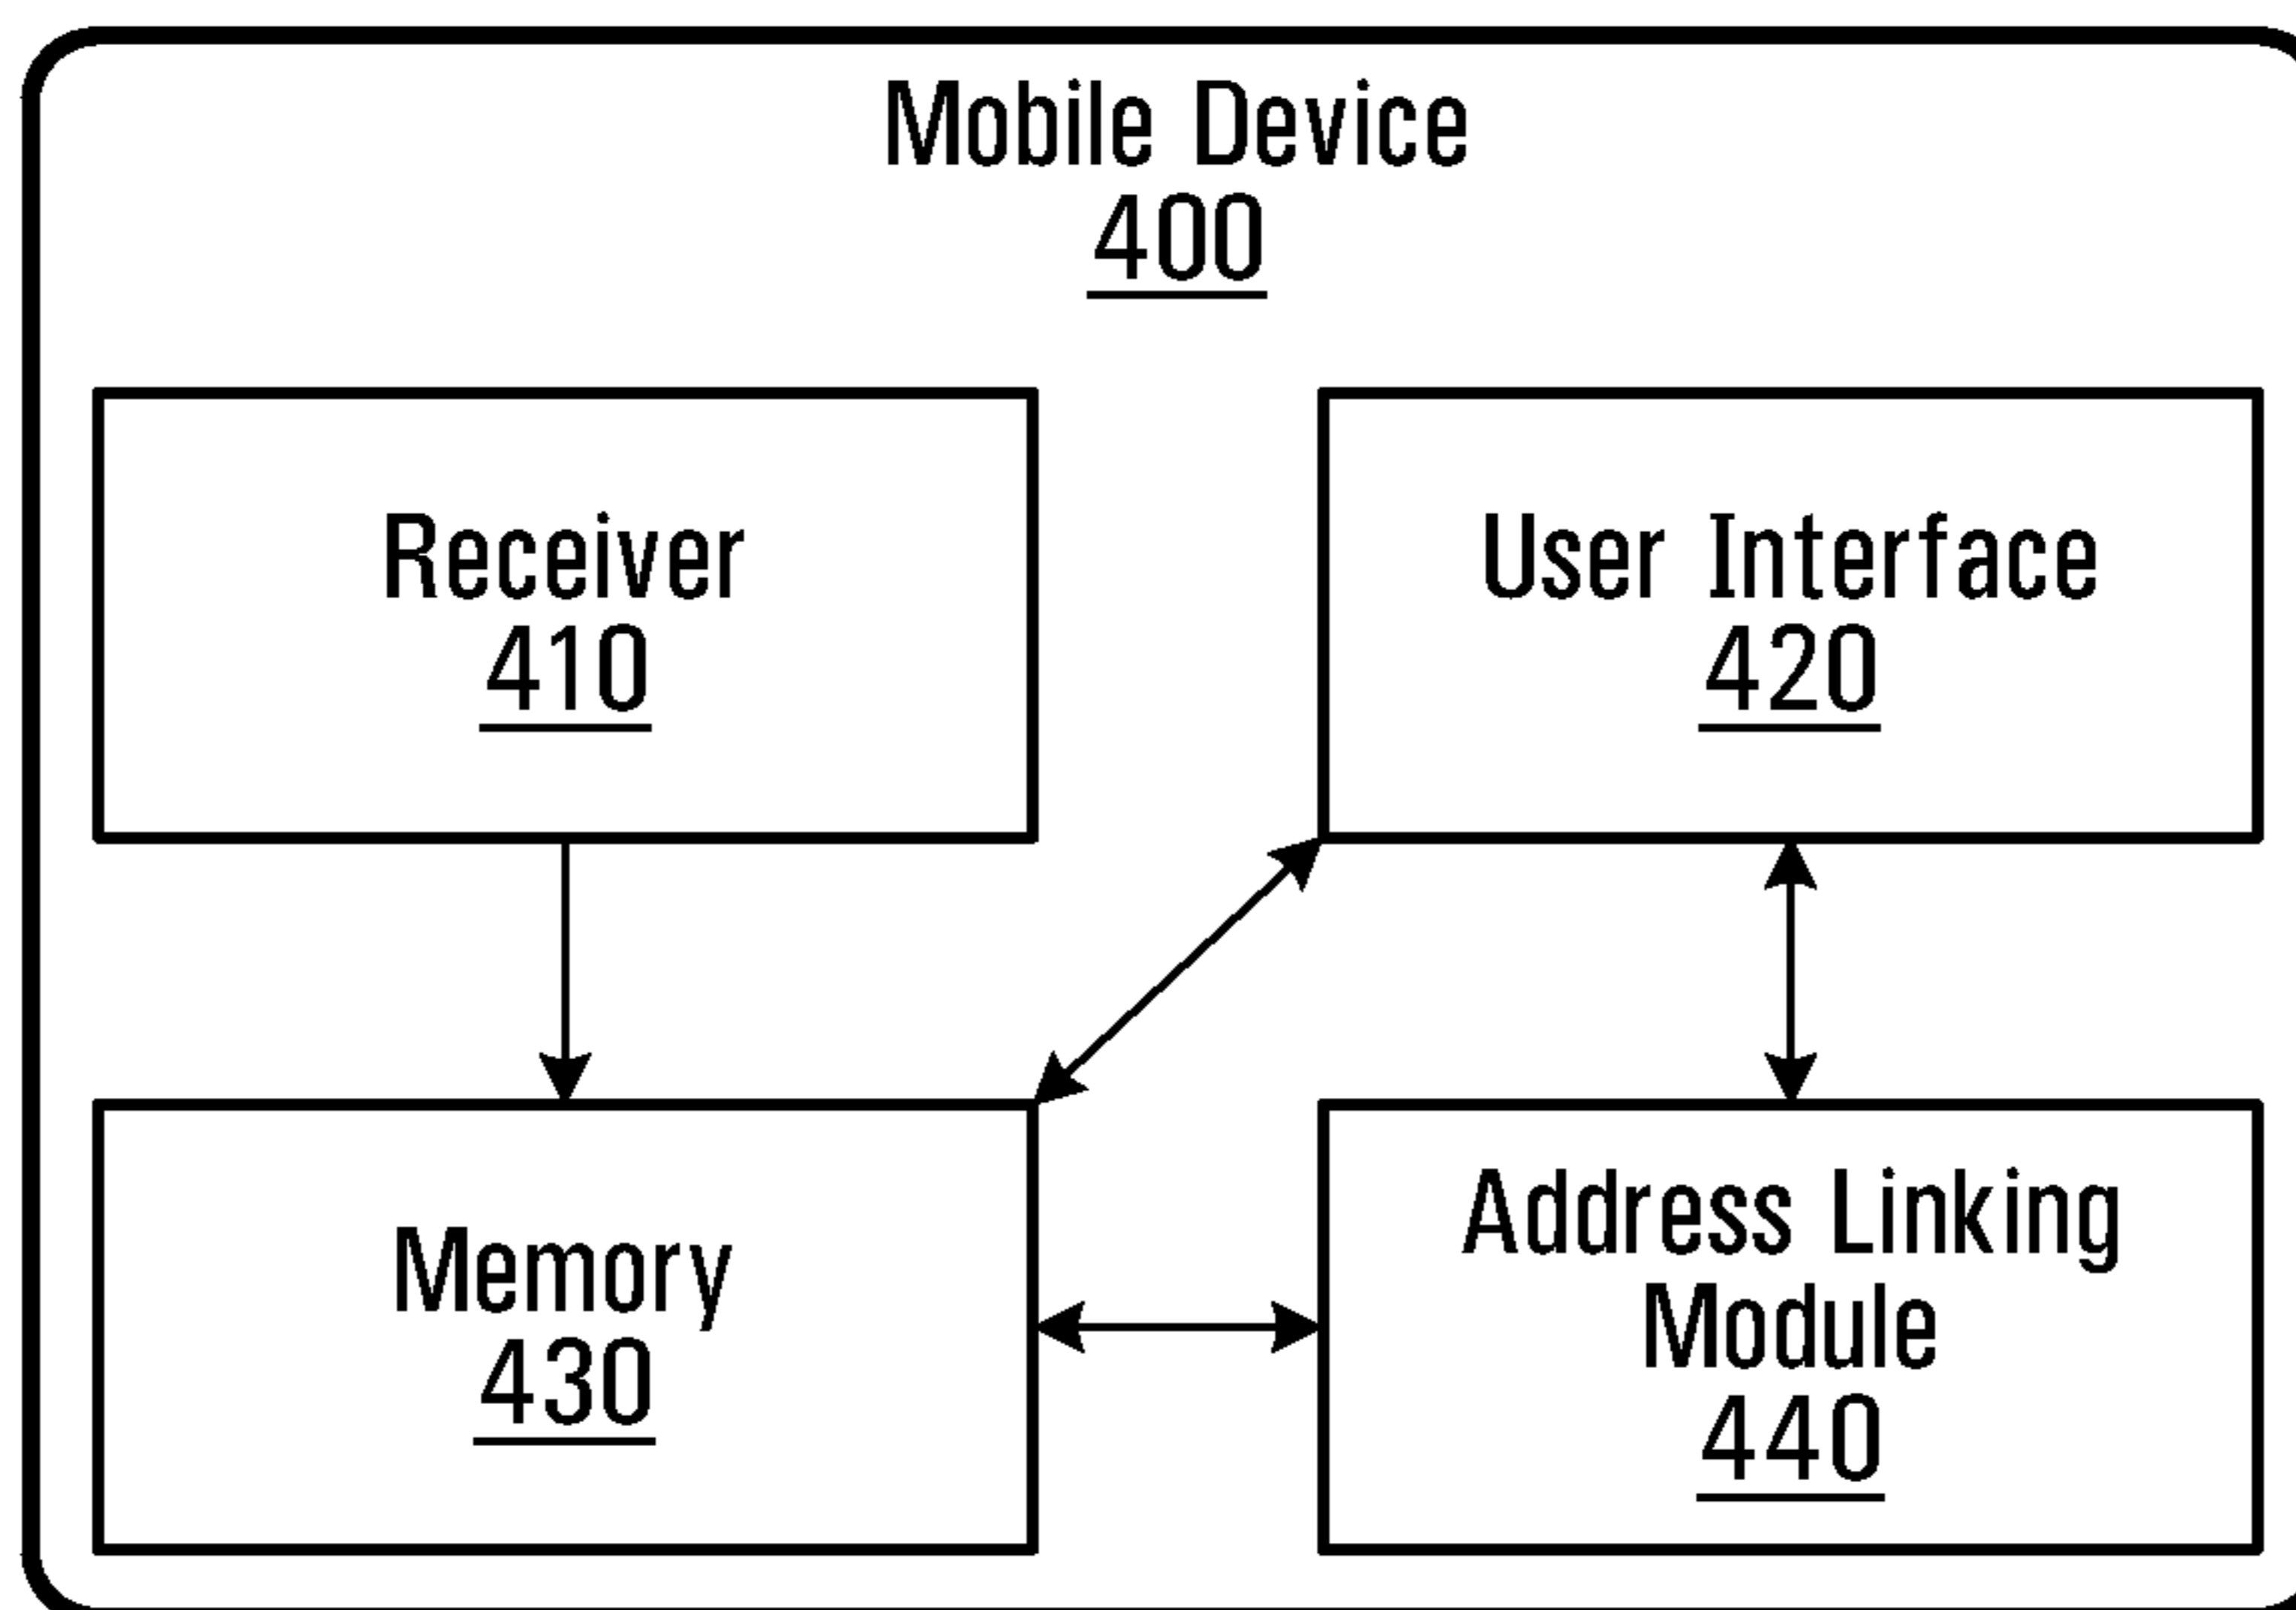 Mobile Device
400
Receiver
410
User Interface
420
Memory
430
Address Linking
Module
440